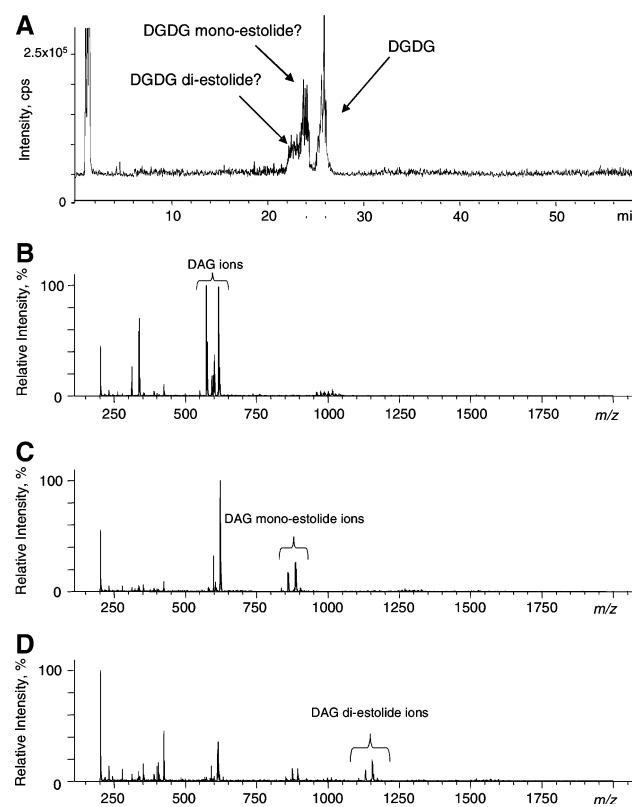 A
DGDG mono-estolide?
DGDG
DGDG di-estolide?
2.5x10⁵
Intensity, cps
0
10 20 30 40 50 mi
B
DAG ions
Relative Intensity, %
100
0
250 500 750 1000 1250 1500 1750 m/z
C
DAG mono-estolide ions
Relative Intensity, %
100
0
250 500 750 1000 1250 1500 1750 m/z
D
DAG di-estolide ions
Relative Intensity, %
100
0
250 500 750 1000 1250 1500 1750 m/z